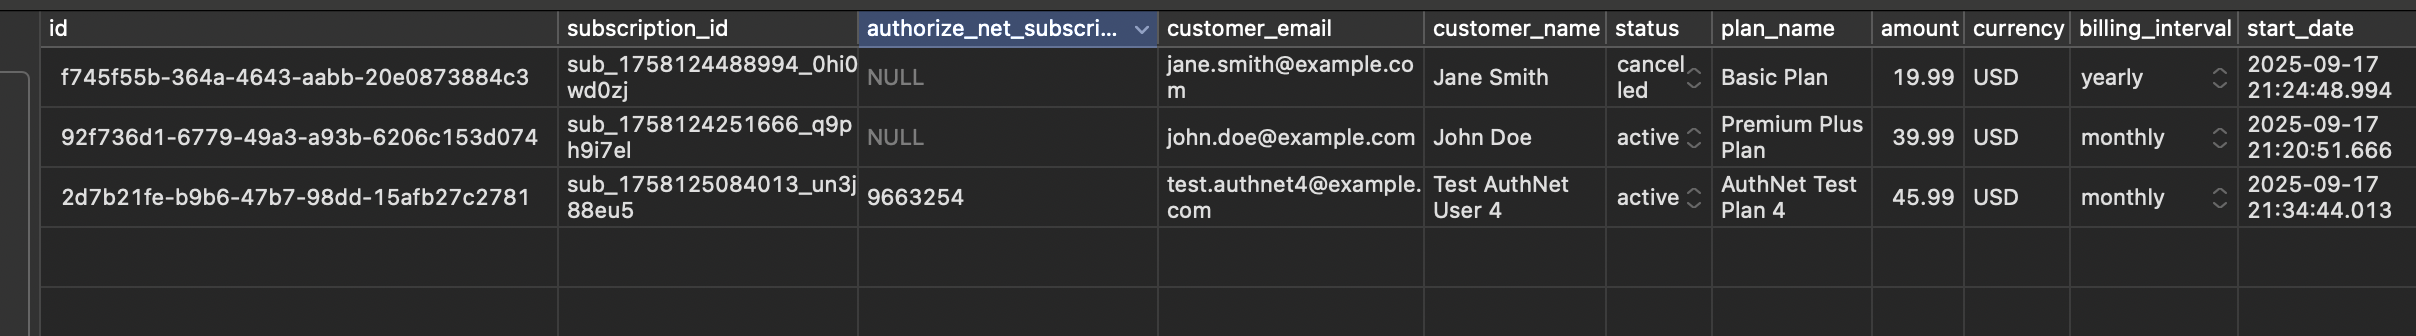 id subscription_id authorize_net_subscri... customer_email customer_name status plan_name amount currency billing_interval start_date
f745f55b-364a-4643-aabb-20e0873884c3 sub_1758124488994_0hi0wd0zj NULL jane.smith@example.com Jane Smith cancelled Basic Plan 19.99 USD yearly 2025-09-17 21:24:48.994
92f736d1-6779-49a3-a93b-6206c153d074 sub_1758124251666_q9ph9i7el NULL john.doe@example.com John Doe active Premium Plus Plan 39.99 USD monthly 2025-09-17 21:20:51.666
2d7b21fe-b9b6-47b7-98dd-15afb27c2781 sub_1758125084013_un3j88eu5 9663254 test.authnet4@example.com Test AuthNet User 4 active AuthNet Test Plan 4 45.99 USD monthly 2025-09-17 21:34:44.013